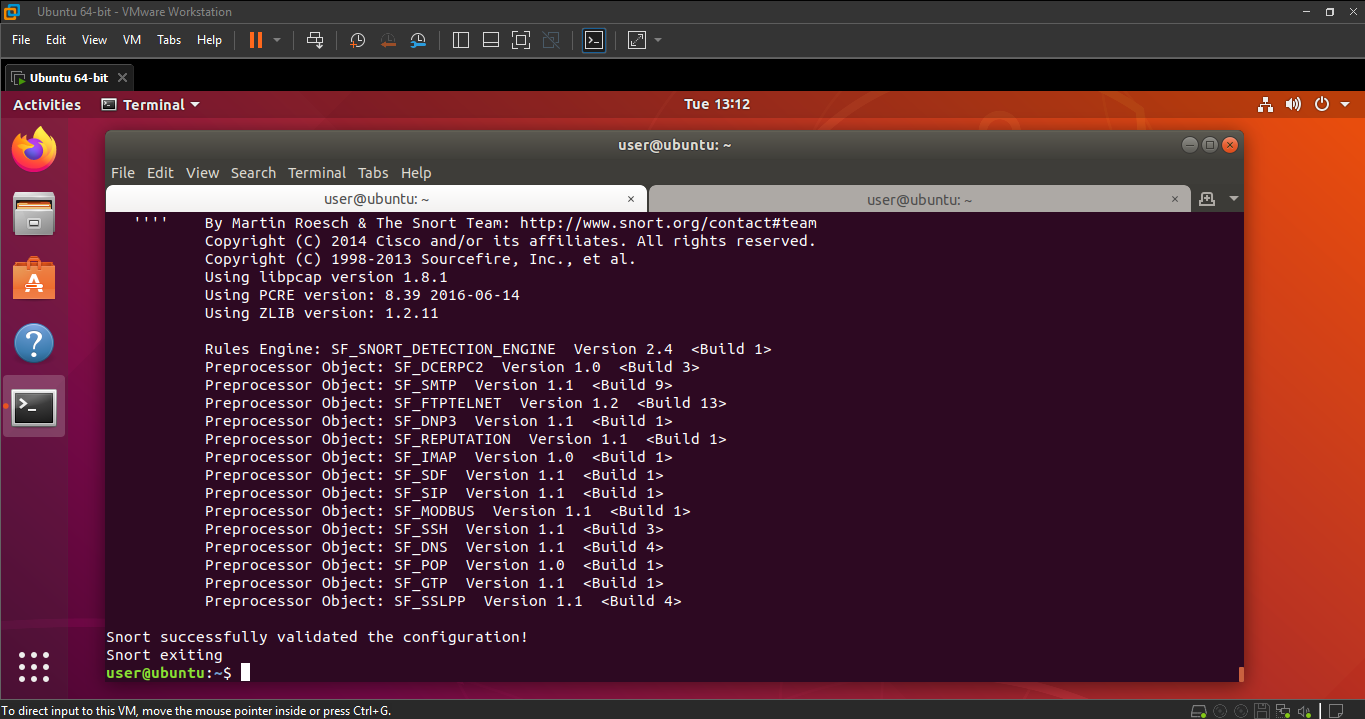 Ubuntu 64-bit - VMware Workstation
File Edit View VM Tabs Help
Ubuntu 64-bit
Activities Terminal Tue 13:12
user@ubuntu: ~
File Edit View Search Terminal Tabs Help
user@ubuntu: ~ user@ubuntu: ~
'''' By Martin Roesch & The Snort Team: http://www.snort.org/contact#team
Copyright (C) 2014 Cisco and/or its affiliates. All rights reserved.
Copyright (C) 1998-2013 Sourcefire, Inc., et al.
Using libpcap version 1.8.1
Using PCRE version: 8.39 2016-06-14
Using ZLIB version: 1.2.11
Rules Engine: SF_SNORT_DETECTION_ENGINE Version 2.4 <Build 1>
Preprocessor Object: SF_DCERPC2 Version 1.0 <Build 3>
Preprocessor Object: SF_SMTP Version 1.1 <Build 9>
Preprocessor Object: SF_FTPTELNET Version 1.2 <Build 13>
Preprocessor Object: SF_DNP3 Version 1.1 <Build 1>
Preprocessor Object: SF_REPUTATION Version 1.1 <Build 1>
Preprocessor Object: SF_IMAP Version 1.0 <Build 1>
Preprocessor Object: SF_SDF Version 1.1 <Build 1>
Preprocessor Object: SF_SIP Version 1.1 <Build 1>
Preprocessor Object: SF_MODBUS Version 1.1 <Build 1>
Preprocessor Object: SF_SSH Version 1.1 <Build 3>
Preprocessor Object: SF_DNS Version 1.1 <Build 4>
Preprocessor Object: SF_POP Version 1.0 <Build 1>
Preprocessor Object: SF_GTP Version 1.1 <Build 1>
Preprocessor Object: SF_SSLPP Version 1.1 <Build 4>
Snort successfully validated the configuration!
Snort exiting
user@ubuntu:~$
To direct input to this VM, move the mouse pointer inside or press Ctrl+G.